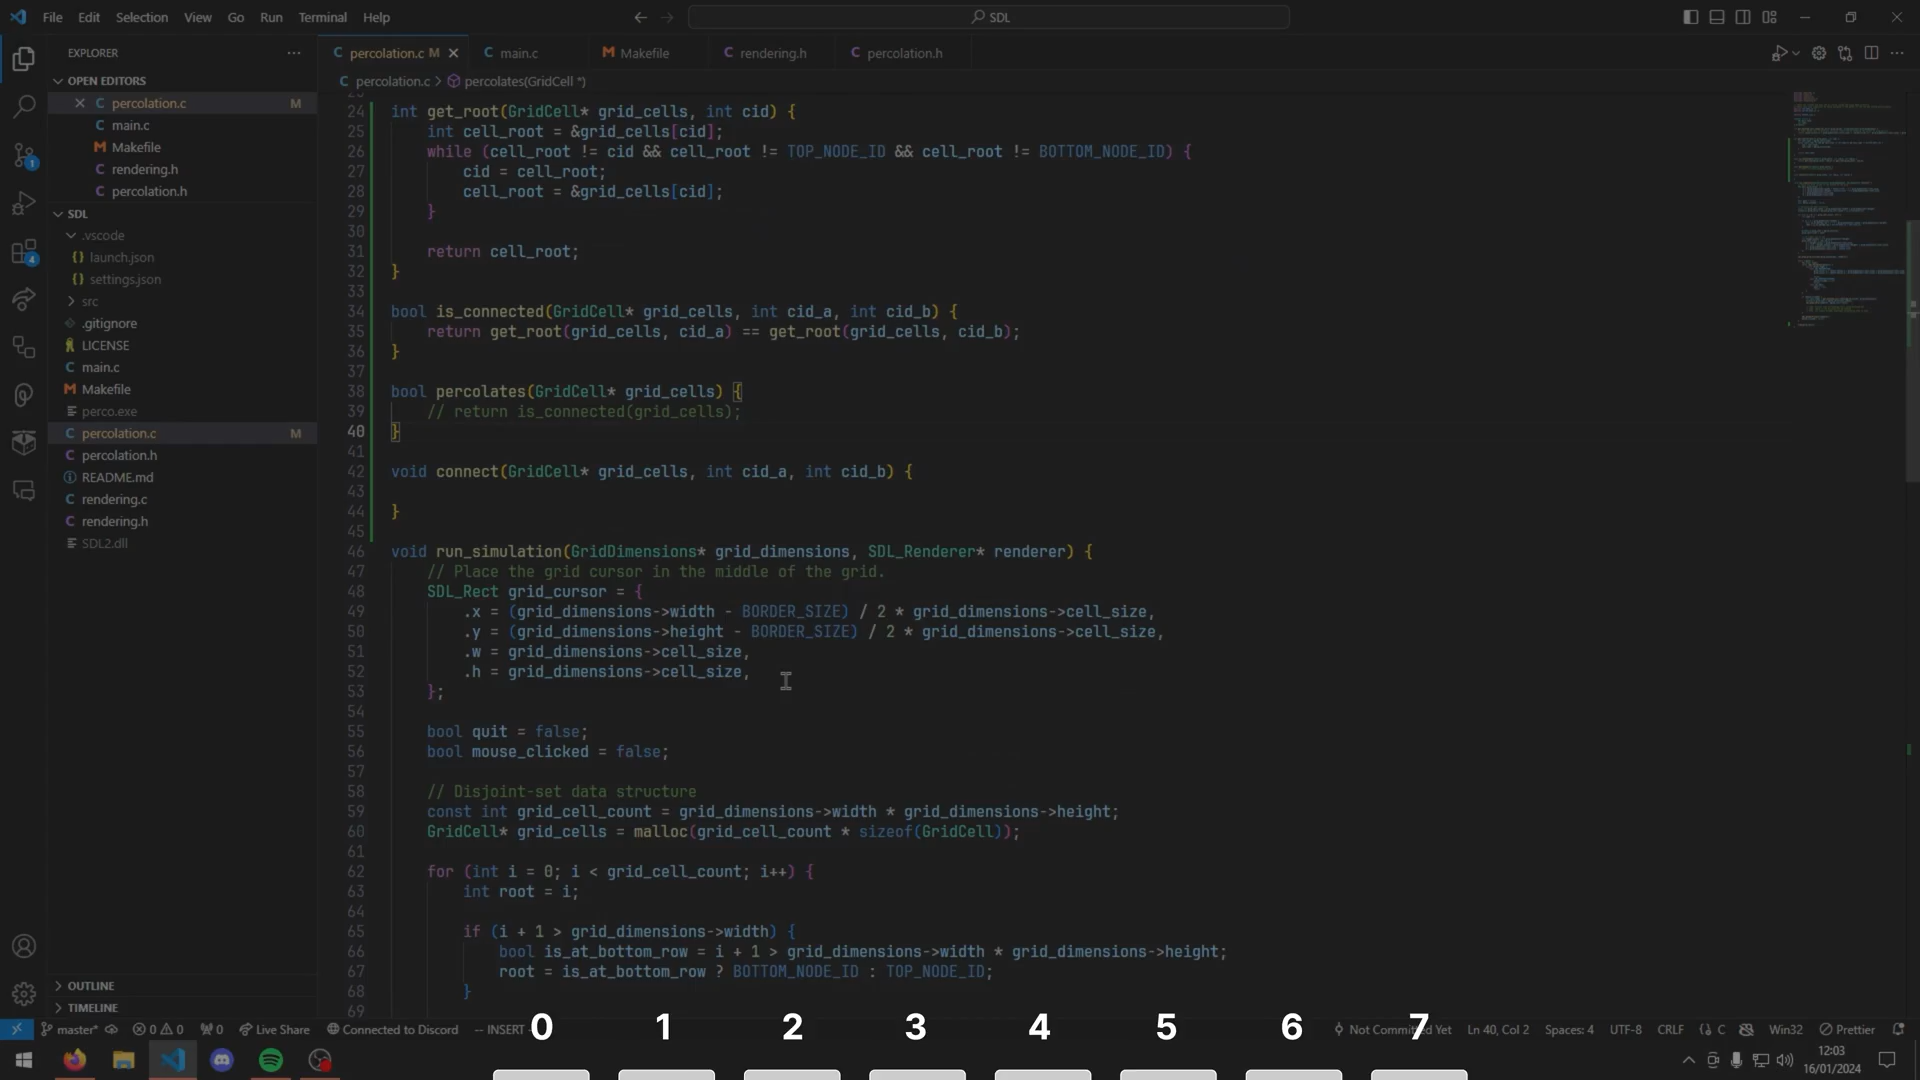 File Edit Selection View Go Run Terminal Help
SDL
EXPLORER
percolation.c M
main.c
Makefile
rendering.h
percolation.h
OPEN EDITORS
percolation.c > percolates(GridCell *)
percolation.c M
main.c
Makefile
rendering.h
percolation.h
SDL
.vscode
launch.json
settings.json
src
.gitignore
LICENSE
main.c
Makefile
perco.exe
percolation.c M
percolation.h
README.md
rendering.c
rendering.h
SDL2.dll
OUTLINE
TIMELINE
24 int get_root(GridCell* grid_cells, int cid) {
25 int cell_root = &grid_cells[cid];
26 while (cell_root != cid && cell_root != TOP_NODE_ID && cell_root != BOTTOM_NODE_ID) {
27 cid = cell_root;
28 cell_root = &grid_cells[cid];
29 }
30
31 return cell_root;
32 }
33
34 bool is_connected(GridCell* grid_cells, int cid_a, int cid_b) {
35 return get_root(grid_cells, cid_a) == get_root(grid_cells, cid_b);
36 }
37
38 bool percolates(GridCell* grid_cells) {
39 // return is_connected(grid_cells);
40 }
41
42 void connect(GridCell* grid_cells, int cid_a, int cid_b) {
43
44 }
45
46 void run_simulation(GridDimensions* grid_dimensions, SDL_Renderer* renderer) {
47 // Place the grid cursor in the middle of the grid.
48 SDL_Rect grid_cursor = {
49 .x = (grid_dimensions->width - BORDER_SIZE) / 2 * grid_dimensions->cell_size,
50 .y = (grid_dimensions->height - BORDER_SIZE) / 2 * grid_dimensions->cell_size,
51 .w = grid_dimensions->cell_size,
52 .h = grid_dimensions->cell_size,
53 };
54
55 bool quit = false;
56 bool mouse_clicked = false;
57
58 // Disjoint-set data structure
59 const int grid_cell_count = grid_dimensions->width * grid_dimensions->height;
60 GridCell* grid_cells = malloc(grid_cell_count * sizeof(GridCell));
61
62 for (int i = 0; i < grid_cell_count; i++) {
63 int root = i;
64
65 if (i + 1 > grid_dimensions->width) {
66 bool is_at_bottom_row = i + 1 > grid_dimensions->width * grid_dimensions->height;
67 root = is_at_bottom_row ? BOTTOM_NODE_ID : TOP_NODE_ID;
68 }
69
0 1 2 3 4 5 6 7
master* 0 0 0 Live Share Connected to Discord -- INSERT Not Committed Yet Ln 40, Col 2 Spaces: 4 UTF-8 CRLF {} C Win32 Prettier
1
4
12:03
16/01/2024